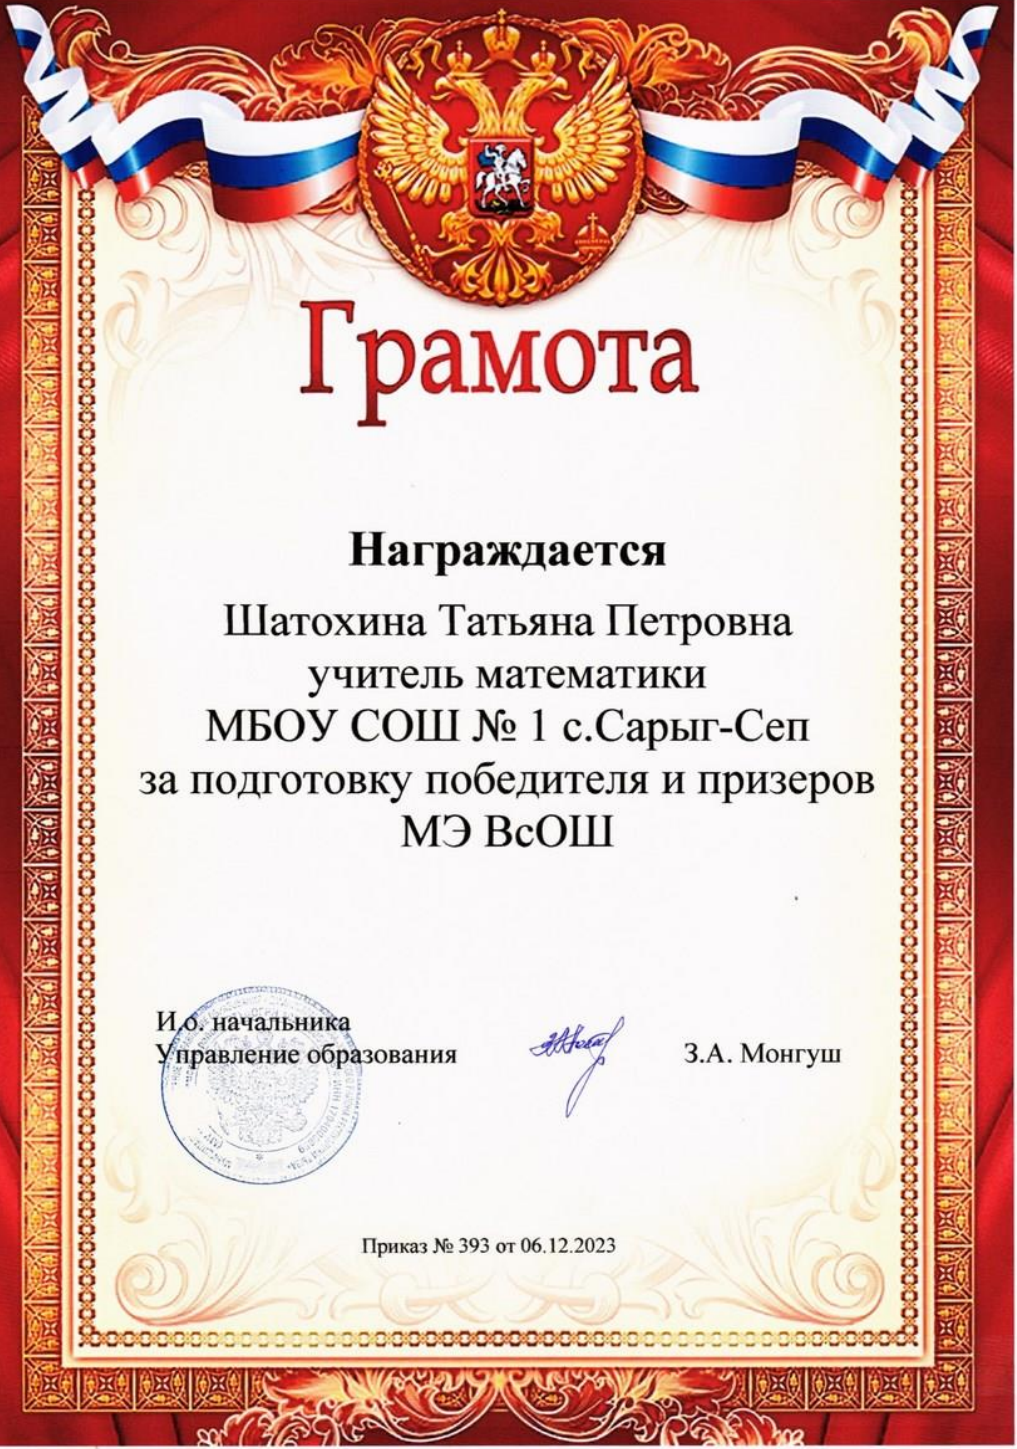 Грамота
Награждается
Шатохина Татьяна Петровна
учитель математики
МБОУ СОШ № 1 с.Сарыг-Сеп
за подготовку победителя и призеров
МЭ ВсОШ
И.о. начальника
Управление образования
З.А. Монгуш
Приказ № 393 от 06.12.2023